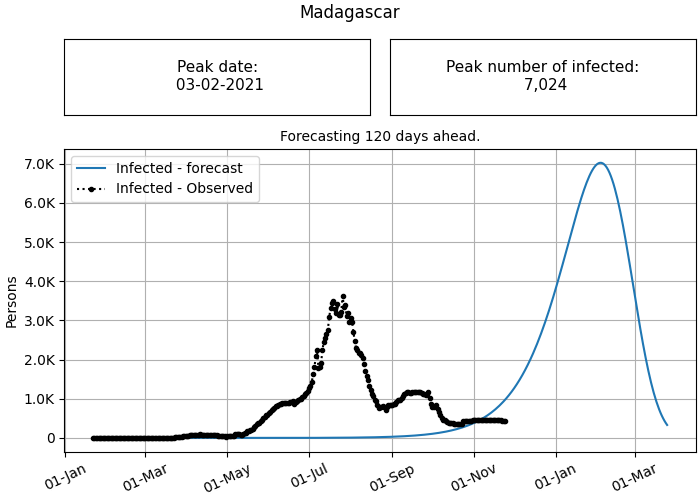 Madagascar
Peak date:
03-02-2021
Peak number of infected:
7,024
Forecasting 120 days ahead.
Infected - forecast
Infected - Observed
Persons
7.0K
6.0K
5.0K
4.0K
3.0K
2.0K
1.0K
0
01-Jan
01-Mar
01-May
01-Jul
01-Sep
01-Nov
01-Jan
01-Mar